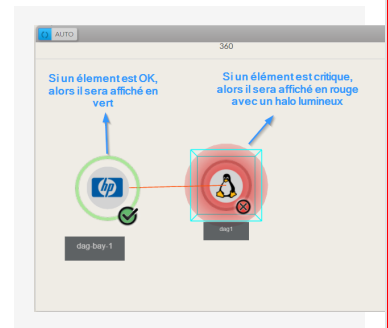 AUTO
360
Si un élement est OK,
alors il sera affiché en
vert
Si un élément est critique,
alors il sera affiché en rouge
avec un halo lumineux
hp
dag-bay-1
dag1